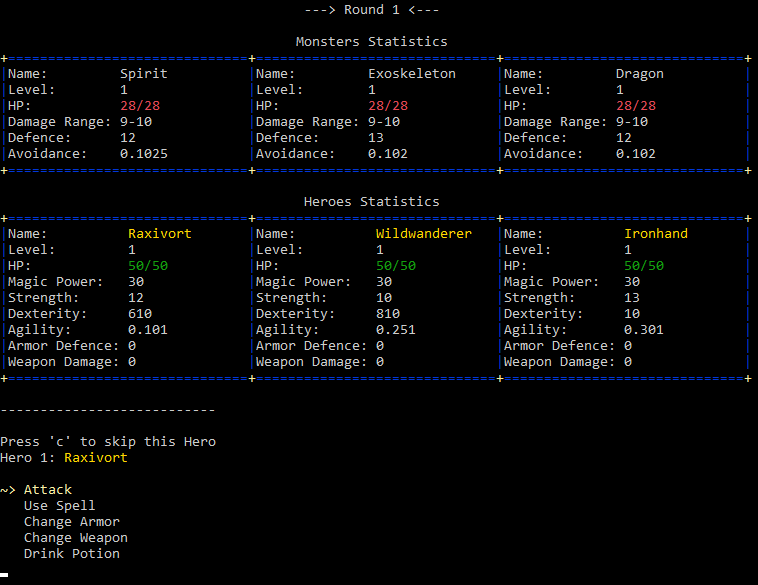 ---> Round 1 <---
Monsters Statistics
+==============================+==============================+==============================+
|Name: Spirit |Name: Exoskeleton |Name: Dragon |
|Level: 1 |Level: 1 |Level: 1 |
|HP: 28/28 |HP: 28/28 |HP: 28/28 |
|Damage Range: 9-10 |Damage Range: 9-10 |Damage Range: 9-10 |
|Defence: 12 |Defence: 13 |Defence: 12 |
|Avoidance: 0.1025 |Avoidance: 0.102 |Avoidance: 0.102 |
+==============================+==============================+==============================+
Heroes Statistics
+==============================+==============================+==============================+
|Name: Raxivort |Name: Wildwanderer |Name: Ironhand |
|Level: 1 |Level: 1 |Level: 1 |
|HP: 50/50 |HP: 50/50 |HP: 50/50 |
|Magic Power: 30 |Magic Power: 30 |Magic Power: 30 |
|Strength: 12 |Strength: 10 |Strength: 13 |
|Dexterity: 610 |Dexterity: 810 |Dexterity: 10 |
|Agility: 0.101 |Agility: 0.251 |Agility: 0.301 |
|Armor Defence: 0 |Armor Defence: 0 |Armor Defence: 0 |
|Weapon Damage: 0 |Weapon Damage: 0 |Weapon Damage: 0 |
+==============================+==============================+==============================+
---------------------------
Press 'c' to skip this Hero
Hero 1: Raxivort
~> Attack
Use Spell
Change Armor
Change Weapon
Drink Potion